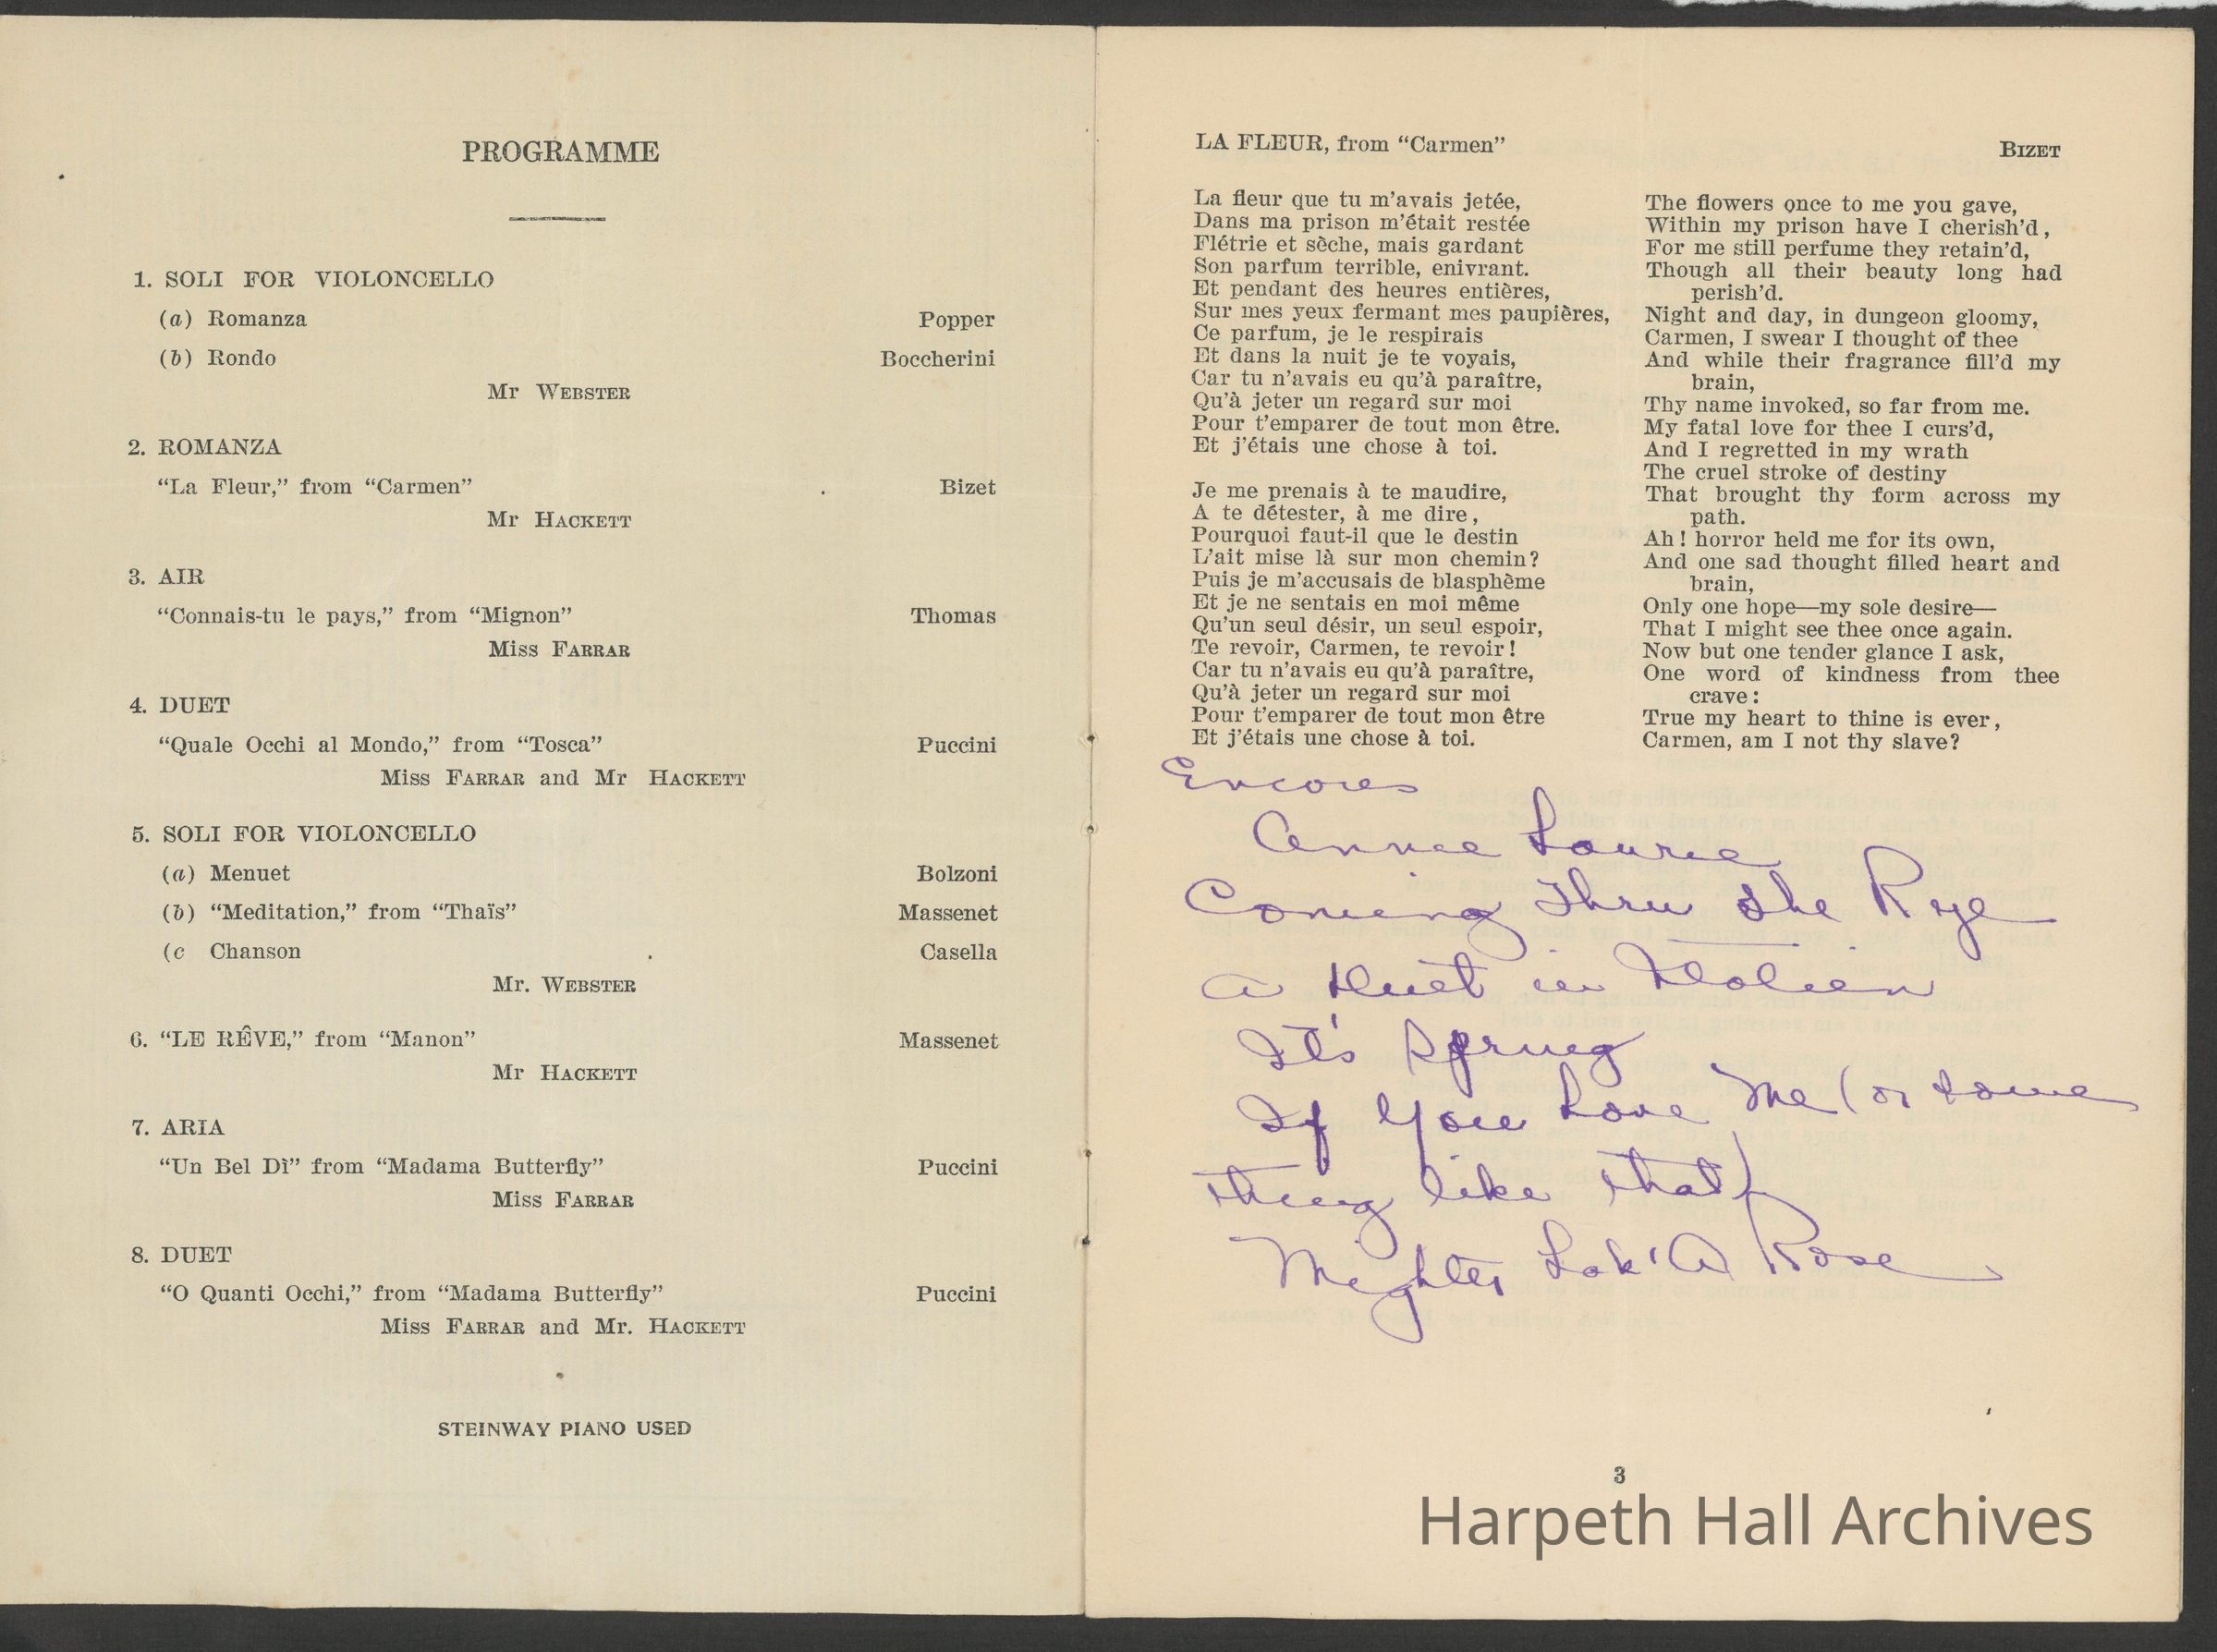 PROGRAMME
1. SOLI FOR VIOLONCELLO
(a) Romanza Popper
(b) Rondo Boccherini
Mr WEBSTER
2. ROMANZA
“La Fleur,” from “Carmen” Bizet
Mr HACKETT
3. AIR
“Connais-tu le pays,” from “Mignon” Thomas
Miss FARRAR
4. DUET
“Quale Occhi al Mondo,” from “Tosca” Puccini
Miss FARRAR and Mr HACKETT
5. SOLI FOR VIOLONCELLO
(a) Menuet Bolzoni
(b) “Meditation,” from “Thaïs” Massenet
(c Chanson Casella
Mr. WEBSTER
6. “LE RÊVE,” from “Manon” Massenet
Mr HACKETT
7. ARIA
“Un Bel Dì” from “Madama Butterfly” Puccini
Miss FARRAR
8. DUET
“O Quanti Occhi,” from “Madama Butterfly” Puccini
Miss FARRAR and Mr. HACKETT
STEINWAY PIANO USED
LA FLEUR, from “Carmen” BIZET
La fleur que tu m’avais jetée,
Dans ma prison m’était restée
Flétrie et sèche, mais gardant
Son parfum terrible, enivrant.
Et pendant des heures entières,
Sur mes yeux fermant mes paupières,
Ce parfum, je le respirais
Et dans la nuit je te voyais,
Car tu n’avais eu qu’à paraître,
Qu’à jeter un regard sur moi
Pour t’emparer de tout mon être.
Et j’étais une chose à toi.
Je me prenais à te maudire,
A te détester, à me dire,
Pourquoi faut-il que le destin
L’ait mise là sur mon chemin?
Puis je m’accusais de blasphème
Et je ne sentais en moi même
Qu’un seul désir, un seul espoir,
Te revoir, Carmen, te revoir!
Car tu n’avais eu qu’à paraître,
Qu’à jeter un regard sur moi
Pour t’emparer de tout mon être
Et j’étais une chose à toi.
The flowers once to me you gave,
Within my prison have I cherish’d,
For me still perfume they retain’d,
Though all their beauty long had
perish’d.
Night and day, in dungeon gloomy,
Carmen, I swear I thought of thee
And while their fragrance fill’d my
brain,
Thy name invoked, so far from me.
My fatal love for thee I curs’d,
And I regretted in my wrath
The cruel stroke of destiny
That brought thy form across my
path.
Ah! horror held me for its own,
And one sad thought filled heart and
brain,
Only one hope—my sole desire—
That I might see thee once again.
Now but one tender glance I ask,
One word of kindness from thee
crave:
True my heart to thine is ever,
Carmen, am I not thy slave?
Encores
Annie Laurie
Coming Thru the Rye
A Duet in Italian
It's Spring
If You Love Me (or some
thing like that)
Mighter Lak' A Rose
3
Harpeth Hall Archives